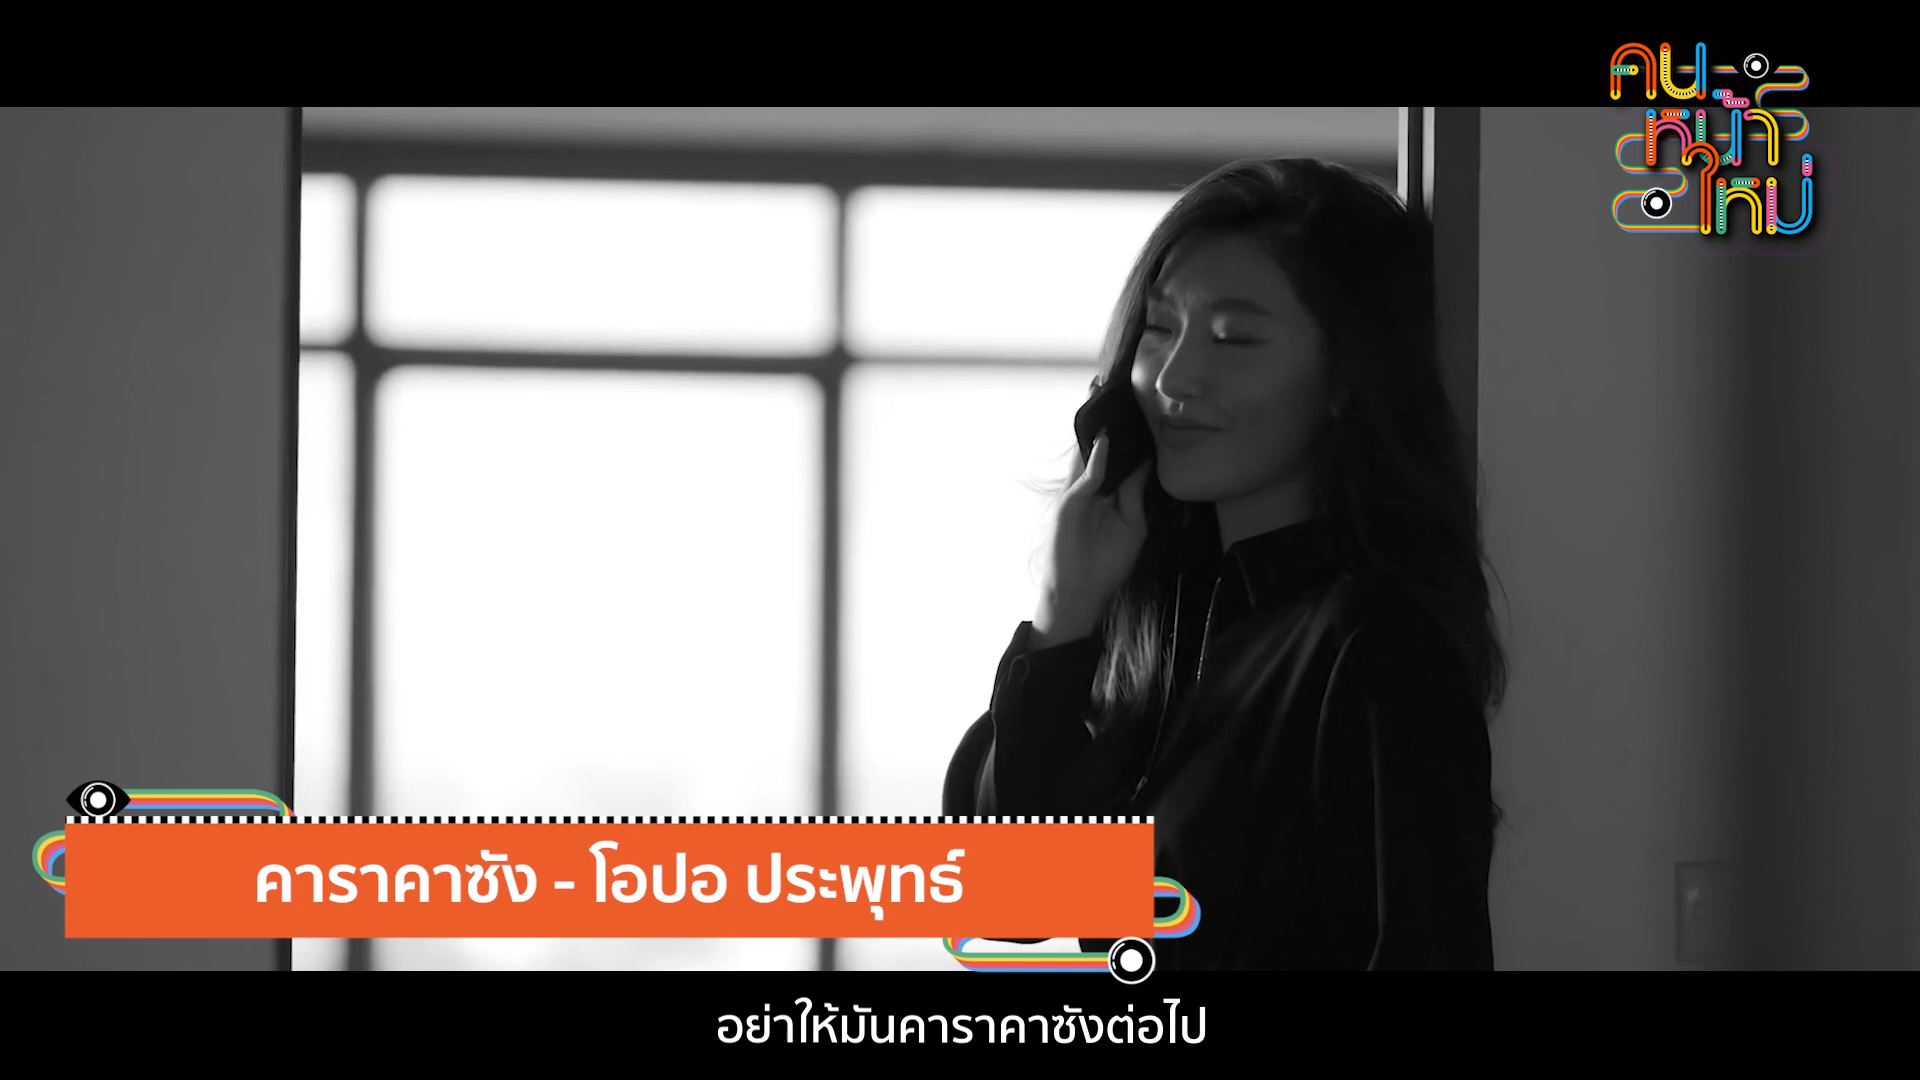 คน
หน้า
ใหม่
คาราคาซัง - โอปอ ประพุทธ์
อย่าให้มันคาราคาซังต่อไป